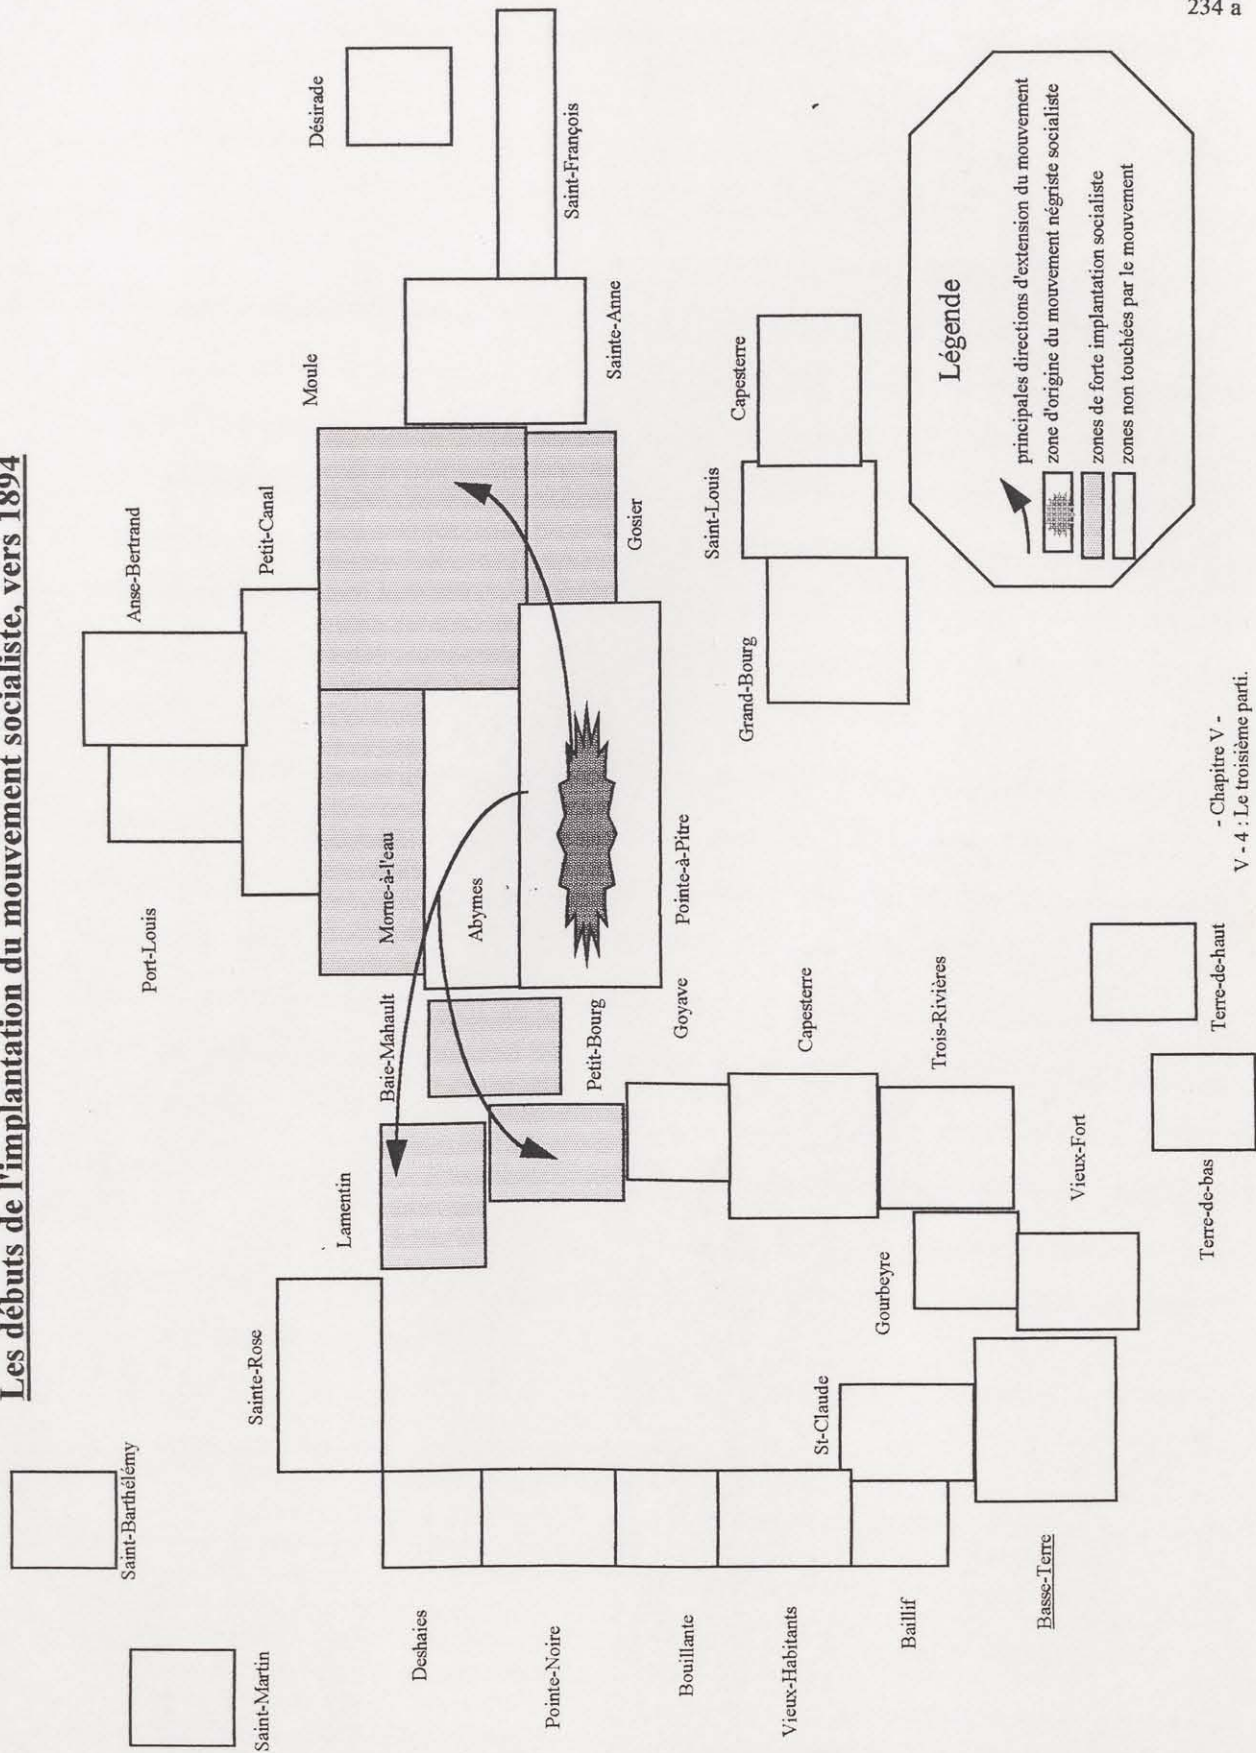 234 a
Les débuts de l'implantation du mouvement socialiste, vers 1894
Saint-Martin
Saint-Barthélémy
Désirade
Anse-Bertrand
Port-Louis
Petit-Canal
Moule
Saint-François
Sainte-Anne
Sainte-Rose
Lamentin
Baie-Mahault
Morne-à-l'eau
Abymes
Gosier
Pointe-à-Pitre
Petit-Bourg
Goyave
Deshaies
Pointe-Noire
Bouillante
Vieux-Habitants
Baillif
St-Claude
Basse-Terre
Gourbeyre
Capesterre
Trois-Rivières
Vieux-Fort
Terre-de-bas
Terre-de-haut
Grand-Bourg
Saint-Louis
Capesterre
Légende
principales directions d'extension du mouvement
zone d'origine du mouvement négriste socialiste
zones de forte implantation socialiste
zones non touchées par le mouvement
- Chapitre V -
V - 4 : Le troisième parti.